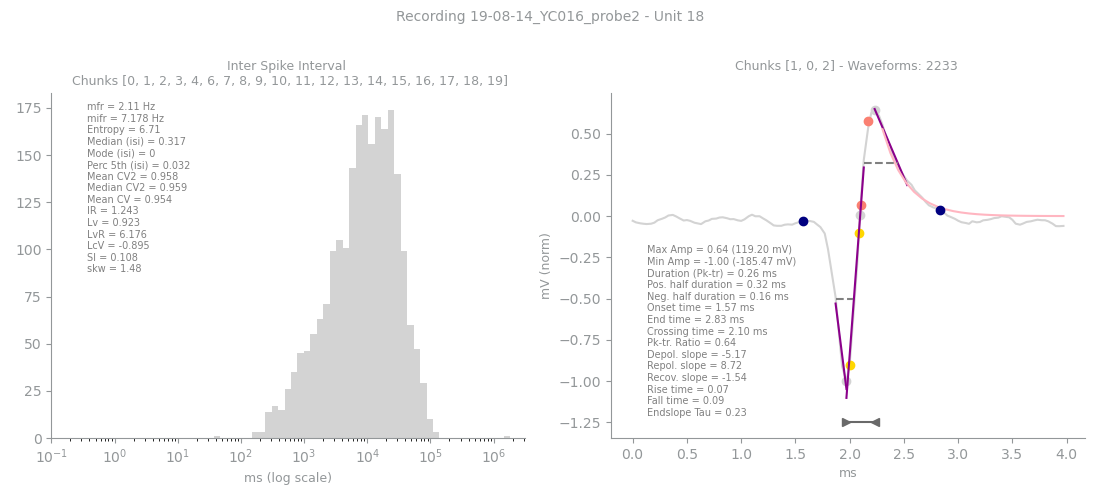 Recording 19-08-14_YC016_probe2 - Unit 18
Inter Spike Interval
Chunks [0, 1, 2, 3, 4, 6, 7, 8, 9, 10, 11, 12, 13, 14, 15, 16, 17, 18, 19]
175
150
125
100
75
50
25
0
mfr = 2.11 Hz
mifr = 7.178 Hz
Entropy = 6.71
Median (isi) = 0.317
Mode (isi) = 0
Perc 5th (isi) = 0.032
Mean CV2 = 0.958
Median CV2 = 0.959
Mean CV = 0.954
IR = 1.243
Lv = 0.923
LvR = 6.176
LcV = -0.895
SI = 0.108
skw = 1.48
10⁻¹ 10⁰ 10¹ 10² 10³ 10⁴ 10⁵ 10⁶
ms (log scale)
Chunks [1, 0, 2] - Waveforms: 2233
mV (norm)
0.50
0.25
0.00
−0.25
−0.50
−0.75
−1.00
−1.25
Max Amp = 0.64 (119.20 mV)
Min Amp = -1.00 (-185.47 mV)
Duration (Pk-tr) = 0.26 ms
Pos. half duration = 0.32 ms
Neg. half duration = 0.16 ms
Onset time = 1.57 ms
End time = 2.83 ms
Crossing time = 2.10 ms
Pk-tr. Ratio = 0.64
Depol. slope = -5.17
Repol. slope = 8.72
Recov. slope = -1.54
Rise time = 0.07
Fall time = 0.09
Endslope Tau = 0.23
0.0 0.5 1.0 1.5 2.0 2.5 3.0 3.5 4.0
ms